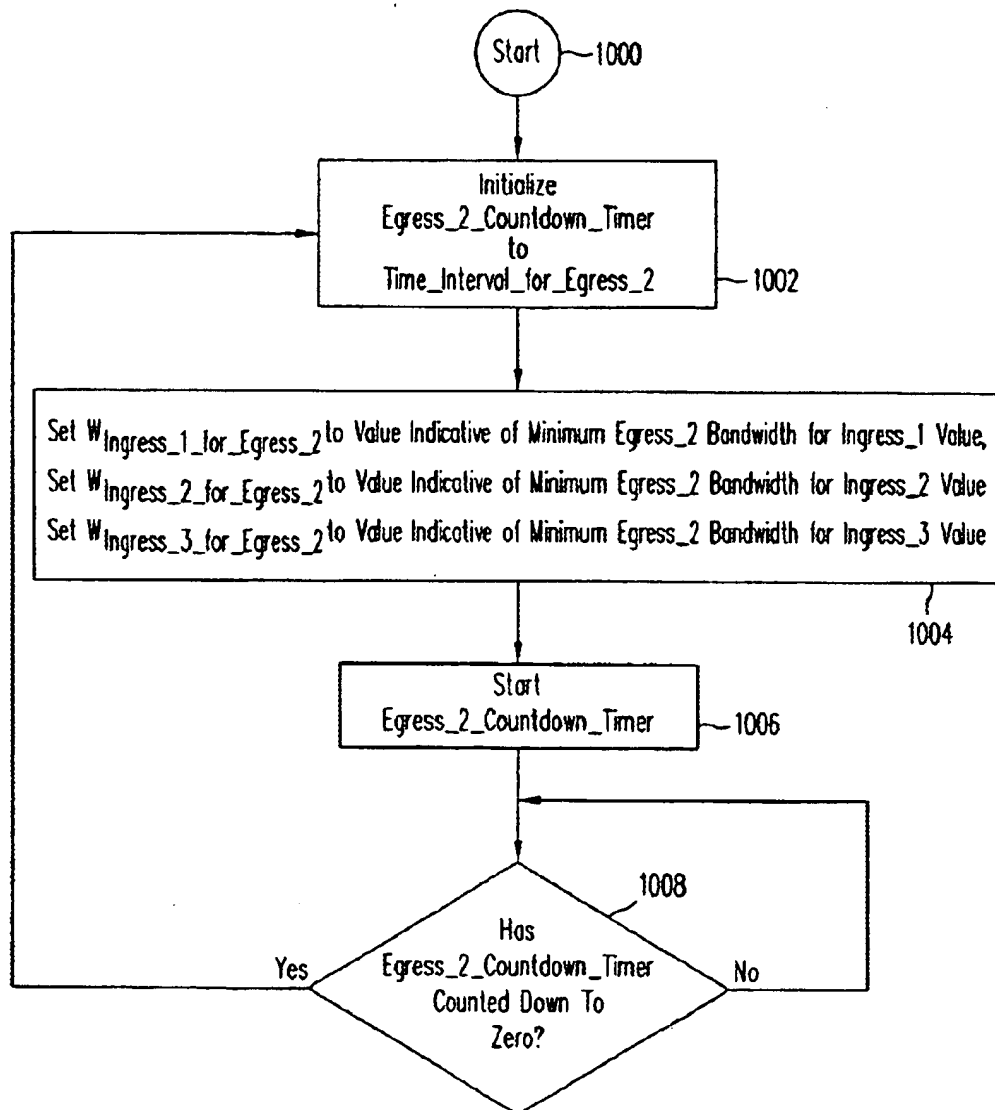 Start
1000
Initialize
Egress_2_Countdown_Timer
to
Time_Interval_for_Egress_2
1002
Set WIngress_1_for_Egress_2 to Value Indicative of Minimum Egress_2 Bandwidth for Ingress_1 Value,
Set WIngress_2_for_Egress_2 to Value Indicative of Minimum Egress_2 Bandwidth for Ingress_2 Value
Set WIngress_3_for_Egress_2 to Value Indicative of Minimum Egress_2 Bandwidth for Ingress_3 Value
1004
Start
Egress_2_Countdown_Timer
1006
1008
Has
Egress_2_Countdown_Timer
Counted Down To
Zero?
Yes
No